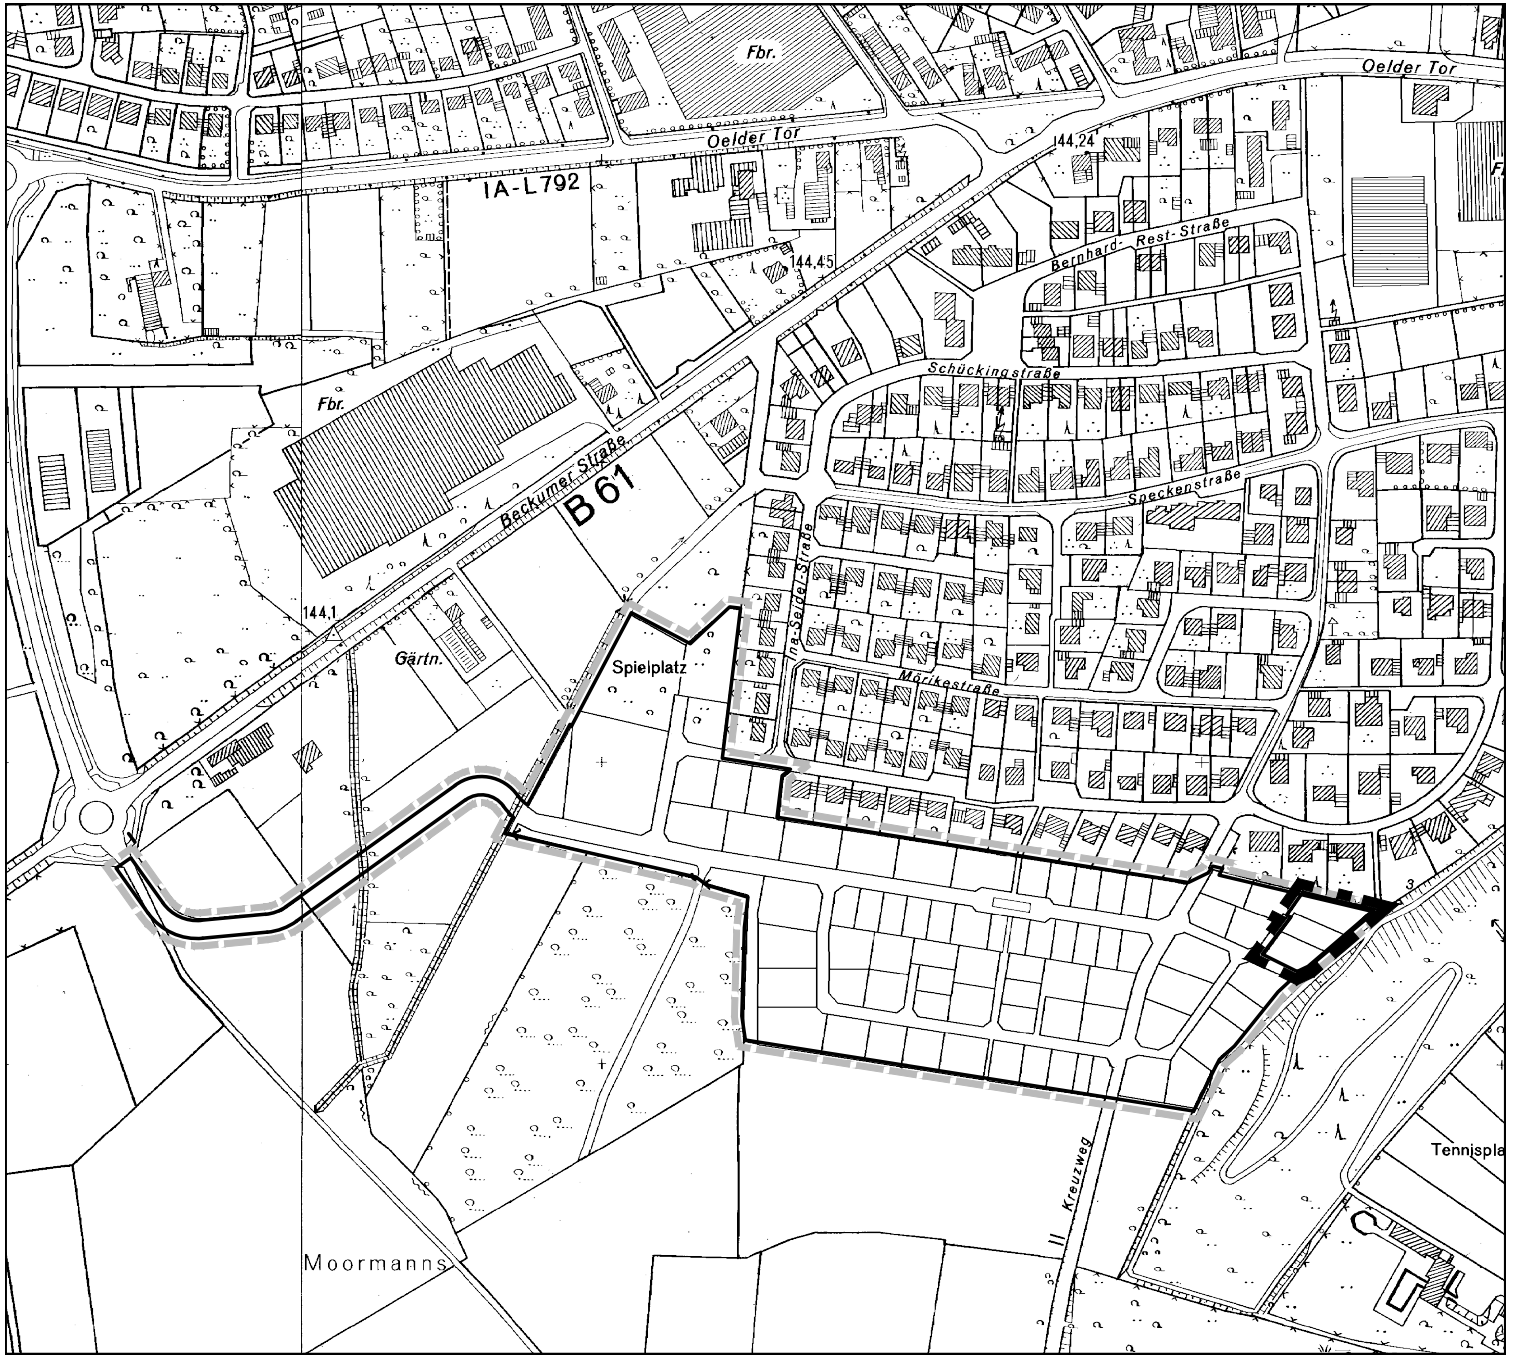 Fbr.
Oelder Tor
Oelder Tor
144,24
IA-L792
Bernhard-Rest-Straße
144,45
Schückingstraße
Fbr.
Beckumer Straße
B 61
Speckenstraße
Ina-Seidel-Straße
144,1
Gärtn.
Spielplatz
Mörikestraße
3
Tennispla
Kreuzweg
Moormanns